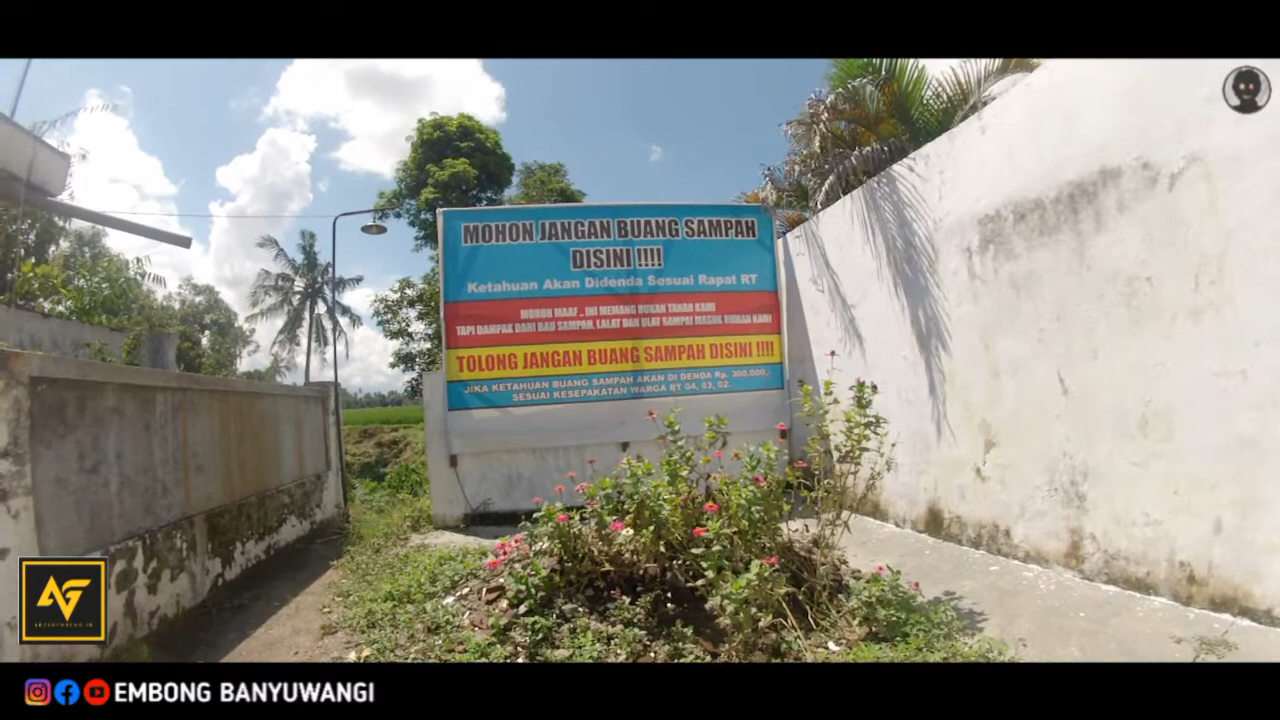 MOHON JANGAN BUANG SAMPAH
DISINI !!!!
Ketahuan Akan Didenda Sesuai Rapat RT
MOHON MAAF .. INI MEMANG BUKAN TANAH KAMI
TAPI DAMPAK DARI BAU SAMPAH, LALAT DAN ULAT SAMPAI MASUK RUMAH KAMI
TOLONG JANGAN BUANG SAMPAH DISINI !!!!
JIKA KETAHUAN BUANG SAMPAH AKAN DI DENDA Rp. 300.000,-
SESUAI KESEPAKATAN WARGA RT 04, 03, 02.
AG
EMBONG BANYUWANGI